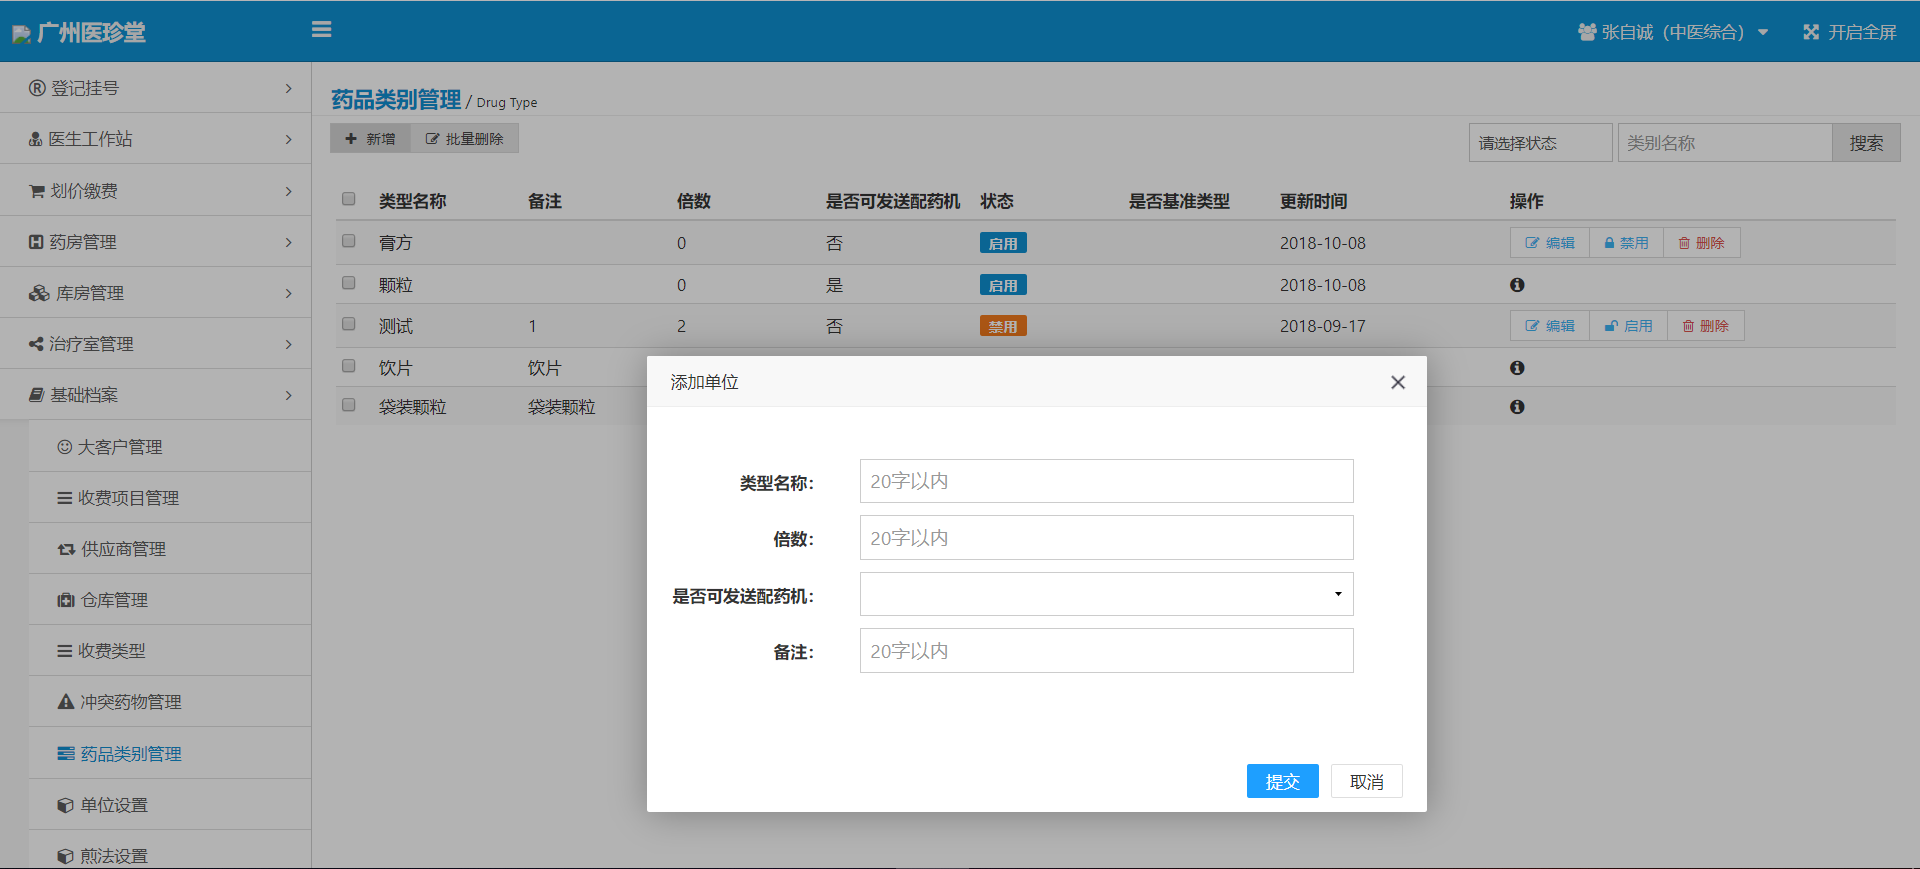 广州医珍堂
张自诚（中医综合）
开启全屏
登记挂号
医生工作站
划价缴费
药房管理
库房管理
治疗室管理
基础档案
大客户管理
收费项目管理
供应商管理
仓库管理
收费类型
冲突药物管理
药品类别管理
单位设置
煎法设置
药品类别管理 / Drug Type
新增 批量删除
请选择状态 类别名称 搜索
类型名称 备注 倍数 是否可发送配药机 状态 是否基准类型 更新时间 操作
膏方 0 否 启用 2018-10-08 编辑 禁用 删除
颗粒 0 是 启用 2018-10-08
测试 1 2 否 禁用 2018-09-17 编辑 启用 删除
饮片 饮片
袋装颗粒 袋装颗粒
添加单位
类型名称： 20字以内
倍数： 20字以内
是否可发送配药机：
备注： 20字以内
提交 取消